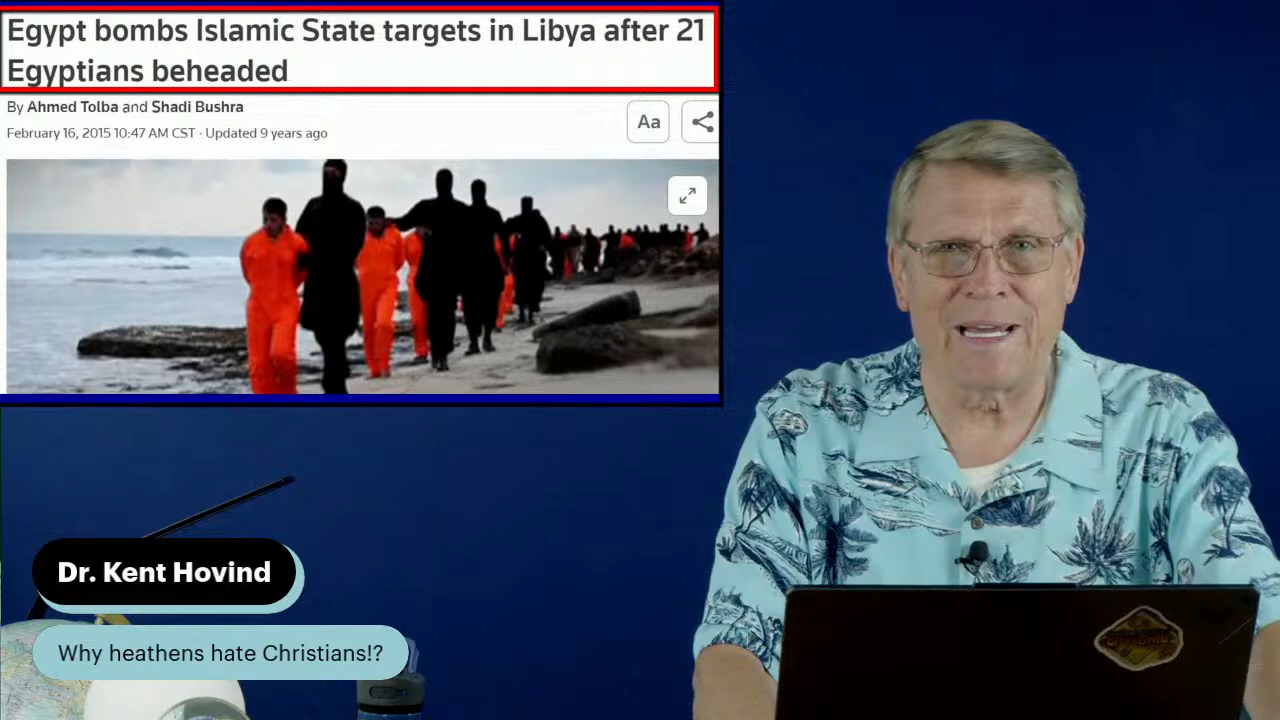 Egypt bombs Islamic State targets in Libya after 21
Egyptians beheaded
By Ahmed Tolba and Shadi Bushra
February 16, 2015 10:47 AM CST · Updated 9 years ago
Aa
Dr. Kent Hovind
Why heathens hate Christians!?